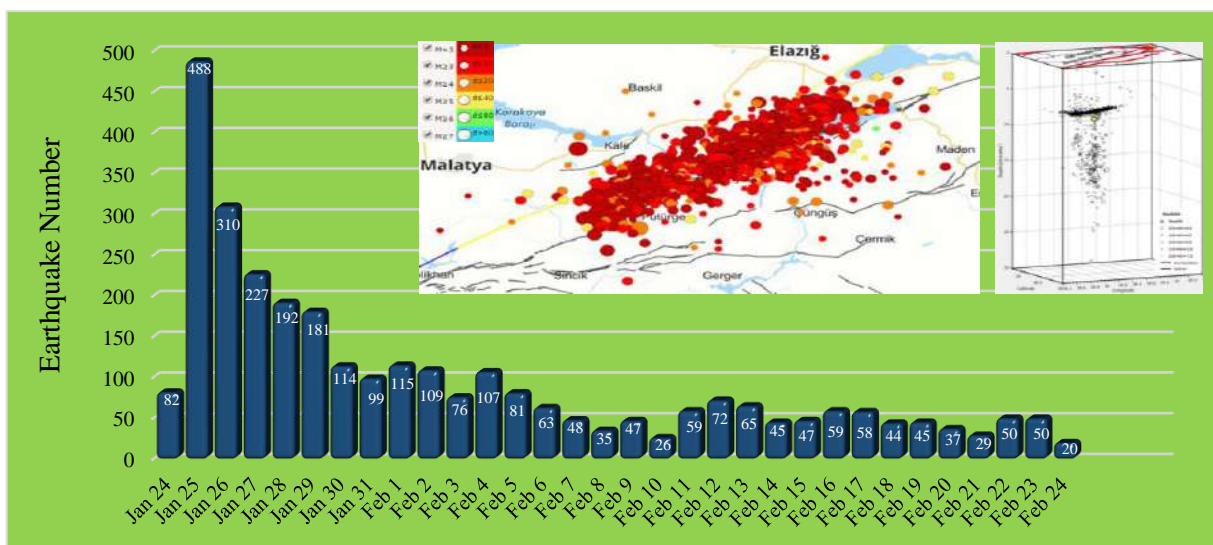 Earthquake Number
500
450
400
350
300
250
200
150
100
50
0
82
488
310
227
192
181
114
99
115
109
76
107
81
63
48
35
47
26
59
72
65
45
47
59
58
44
45
37
29
50
50
20
Jan 24
Jan 25
Jan 26
Jan 27
Jan 28
Jan 29
Jan 30
Jan 31
Feb 1
Feb 2
Feb 3
Feb 4
Feb 5
Feb 6
Feb 7
Feb 8
Feb 9
Feb 10
Feb 11
Feb 12
Feb 13
Feb 14
Feb 15
Feb 16
Feb 17
Feb 18
Feb 19
Feb 20
Feb 21
Feb 22
Feb 23
Feb 24
Elazığ
Baskil
Karakaya
Barajı
Kale
Malatya
Maden
Pütürge
Çüngüş
Çermik
Sincik
Gerger